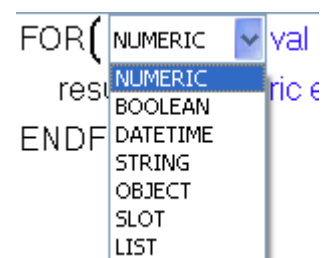 FOR( NUMERIC val
NUMERIC
resu ric e
BOOLEAN
ENDF DATETIME
STRING
OBJECT
SLOT
LIST